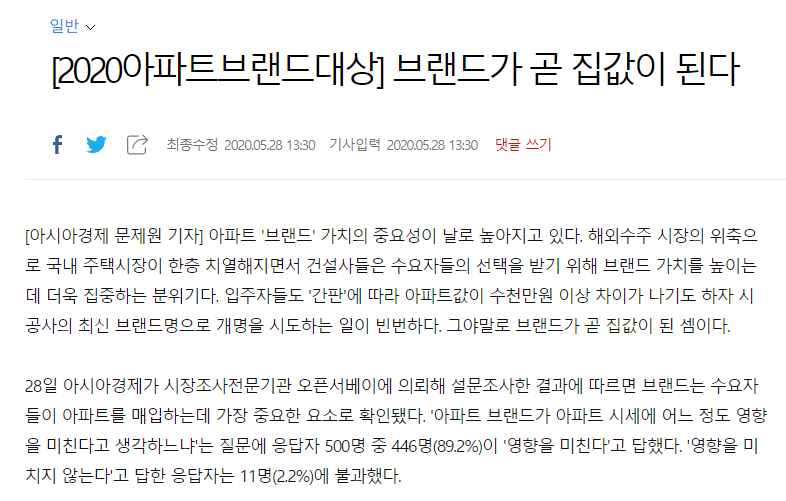 일반
[2020아파트브랜드대상] 브랜드가 곧 집값이 된다
최종수정 2020.05.28 13:30 기사입력 2020.05.28 13:30 댓글 쓰기
[아시아경제 문제원 기자] 아파트 '브랜드' 가치의 중요성이 날로 높아지고 있다. 해외수주 시장의 위축으
로 국내 주택시장이 한층 치열해지면서 건설사들은 수요자들의 선택을 받기 위해 브랜드 가치를 높이는
데 더욱 집중하는 분위기다. 입주자들도 '간판'에 따라 아파트값이 수천만원 이상 차이가 나기도 하자 시
공사의 최신 브랜드명으로 개명을 시도하는 일이 빈번하다. 그야말로 브랜드가 곧 집값이 된 셈이다.
28일 아시아경제가 시장조사전문기관 오픈서베이에 의뢰해 설문조사한 결과에 따르면 브랜드는 수요자
들이 아파트를 매입하는데 가장 중요한 요소로 확인됐다. '아파트 브랜드가 아파트 시세에 어느 정도 영향
을 미친다고 생각하느냐'는 질문에 응답자 500명 중 446명(89.2%)이 '영향을 미친다'고 답했다. '영향을 미
치지 않는다'고 답한 응답자는 11명(2.2%)에 불과했다.